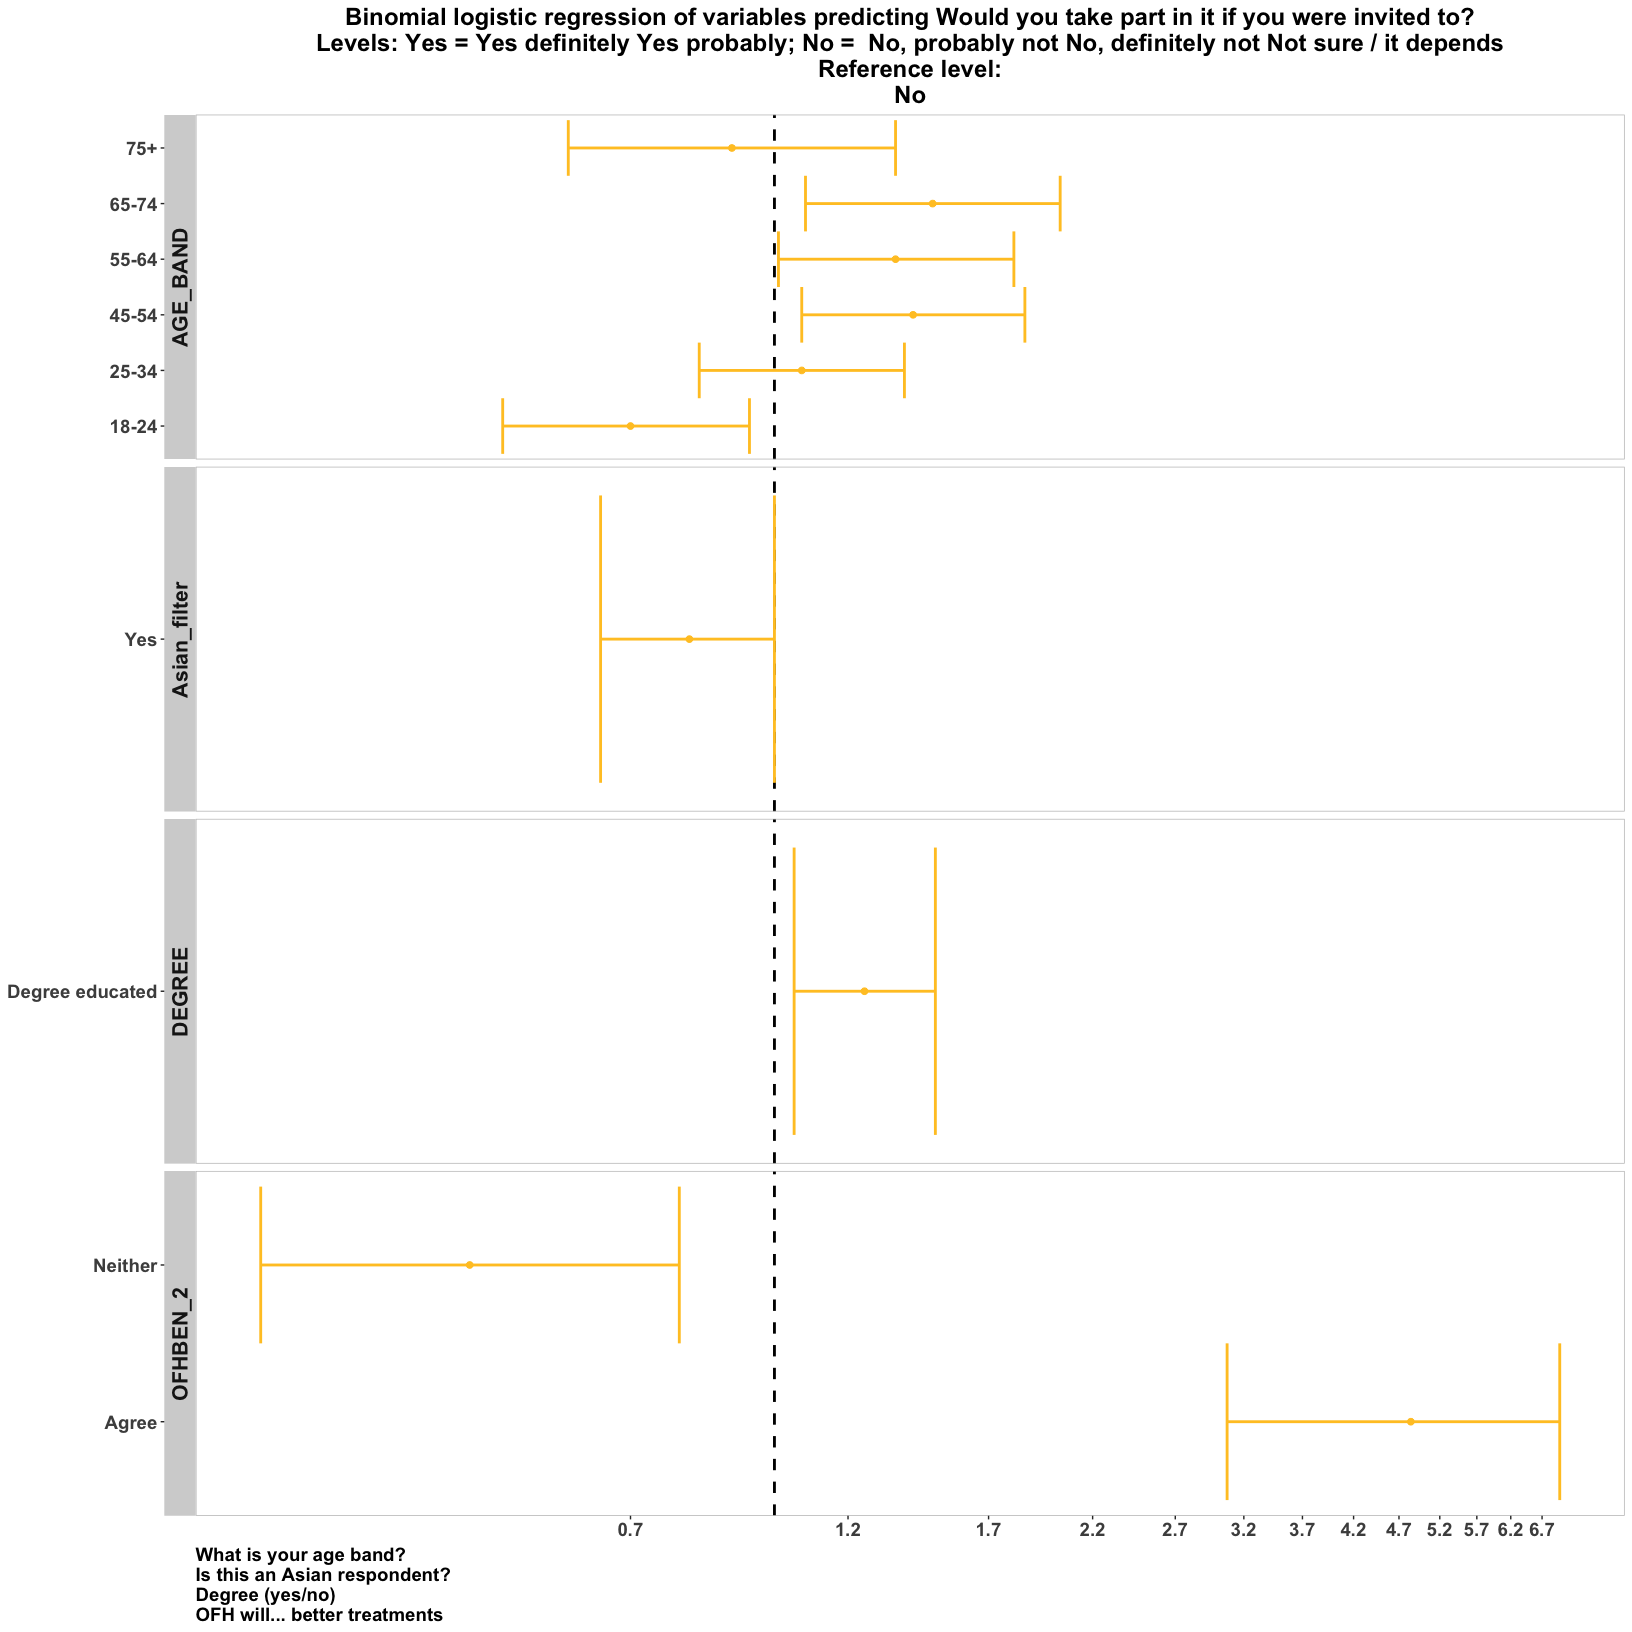 Binomial logistic regression of variables predicting Would you take part in it if you were invited to?
Levels: Yes = Yes definitely Yes probably; No =  No, probably not No, definitely not Not sure / it depends
Reference level:
No
AGE_BAND
75+
65-74
55-64
45-54
25-34
18-24
Asian_filter
Yes
DEGREE
Degree educated
OFHBEN_2
Neither
Agree
0.7 1.2 1.7 2.2 2.7 3.2 3.7 4.2 4.7 5.2 5.7 6.2 6.7
What is your age band?
Is this an Asian respondent?
Degree (yes/no)
OFH will... better treatments